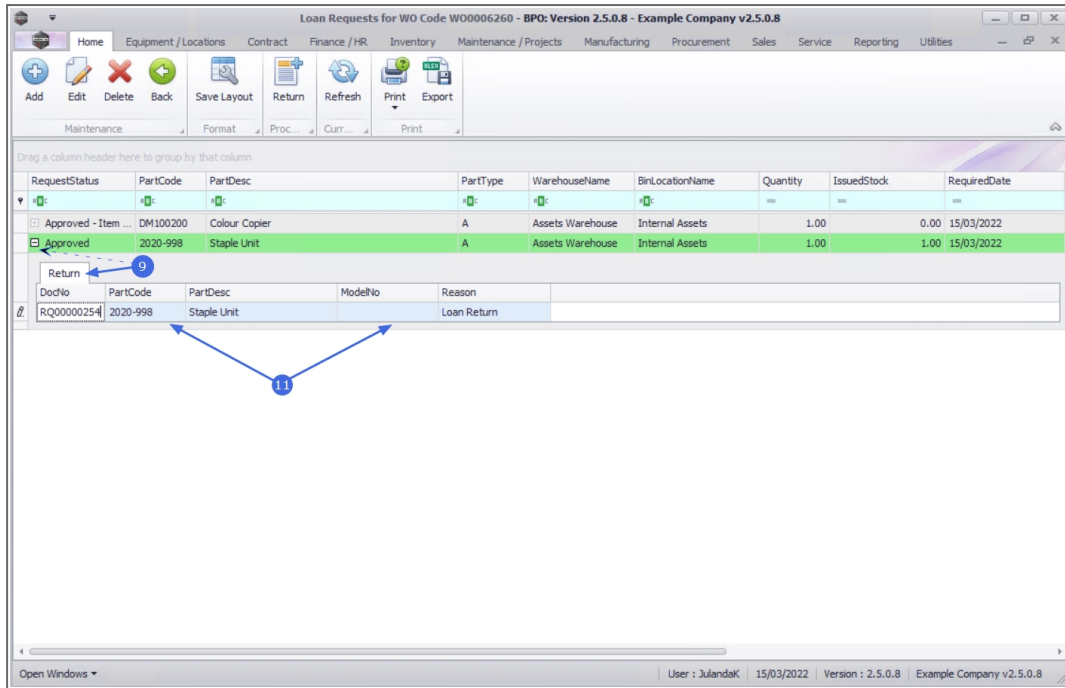 Loan Requests for WO Code WO0006260 - BPO: Version 2.5.0.8 - Example Company v2.5.0.8
Home Equipment / Locations Contract Finance / HR Inventory Maintenance / Projects Manufacturing Procurement Sales Service Reporting Utilities
Add Edit Delete Back Save Layout Return Refresh Print Export
Maintenance Format Proc... Curr... Print
Drag a column header here to group by that column
RequestStatus PartCode PartDesc PartType WarehouseName BinLocationName Quantity IssuedStock RequiredDate
Approved - Item ... DM100200 Colour Copier A Assets Warehouse Internal Assets 1.00 0.00 15/03/2022
Approved 2020-998 Staple Unit A Assets Warehouse Internal Assets 1.00 1.00 15/03/2022
Return 9
DocNo PartCode PartDesc ModelNo Reason
RQ00000254 2020-998 Staple Unit Loan Return
11
Open Windows User : JulandaK 15/03/2022 Version : 2.5.0.8 Example Company v2.5.0.8